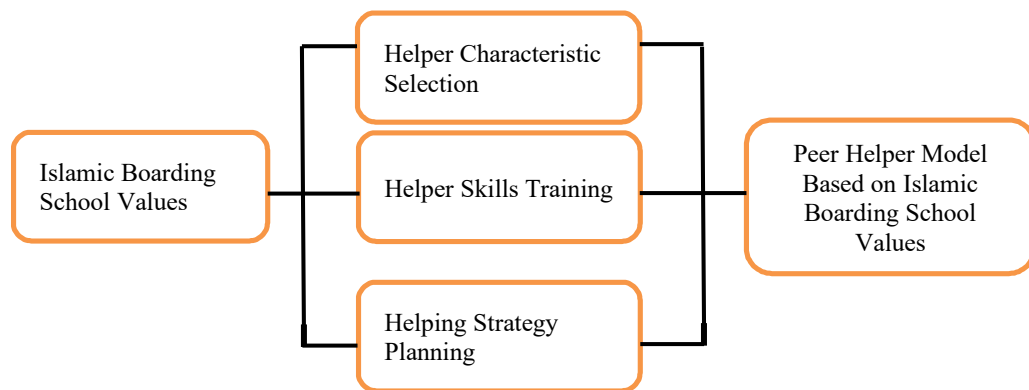 Islamic Boarding
School Values
Helper Characteristic
Selection
Helper Skills Training
Helping Strategy
Planning
Peer Helper Model
Based on Islamic
Boarding School
Values